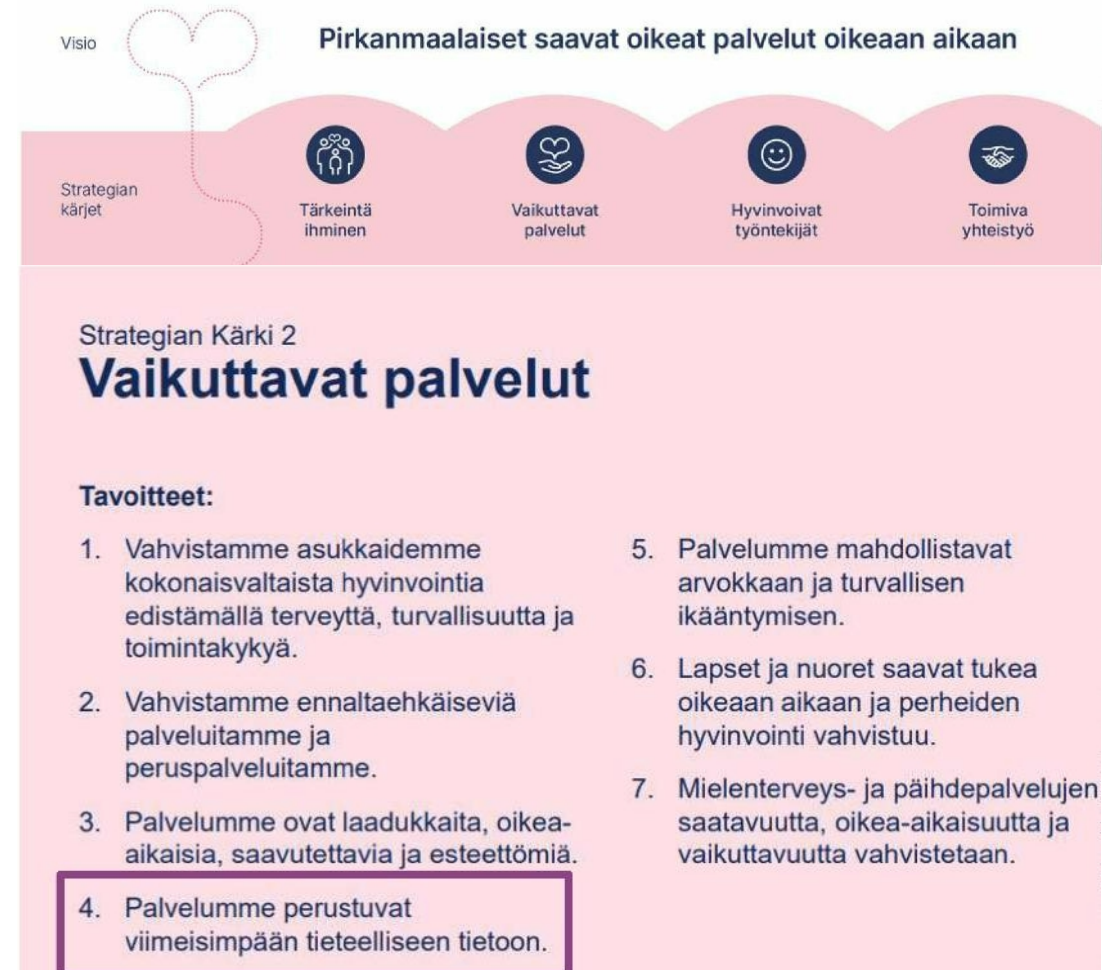 Visio
Pirkanmaalaiset saavat oikeat palvelut oikeaan aikaan
Strategian
kärjet
Tärkeintä
ihminen
Vaikuttavat
palvelut
Hyvinvoivat
työntekijät
Toimiva
yhteistyö
Strategian Kärki 2
Vaikuttavat palvelut
Tavoitteet:
1. Vahvistamme asukkaidemme
kokonaisvaltaista hyvinvointia
edistämällä terveyttä, turvallisuutta ja
toimintakykyä.
2. Vahvistamme ennaltaehkäiseviä
palveluitamme ja
peruspalveluitamme.
3. Palvelumme ovat laadukkaita, oikea-
aikaisia, saavutettavia ja esteettömiä.
4. Palvelumme perustuvat
viimeisimpään tieteelliseen tietoon.
5. Palvelumme mahdollistavat
arvokkaan ja turvallisen
ikääntymisen.
6. Lapset ja nuoret saavat tukea
oikeaan aikaan ja perheiden
hyvinvointi vahvistuu.
7. Mielenterveys- ja päihdepalvelujen
saatavuutta, oikea-aikaisuutta ja
vaikuttavuutta vahvistetaan.